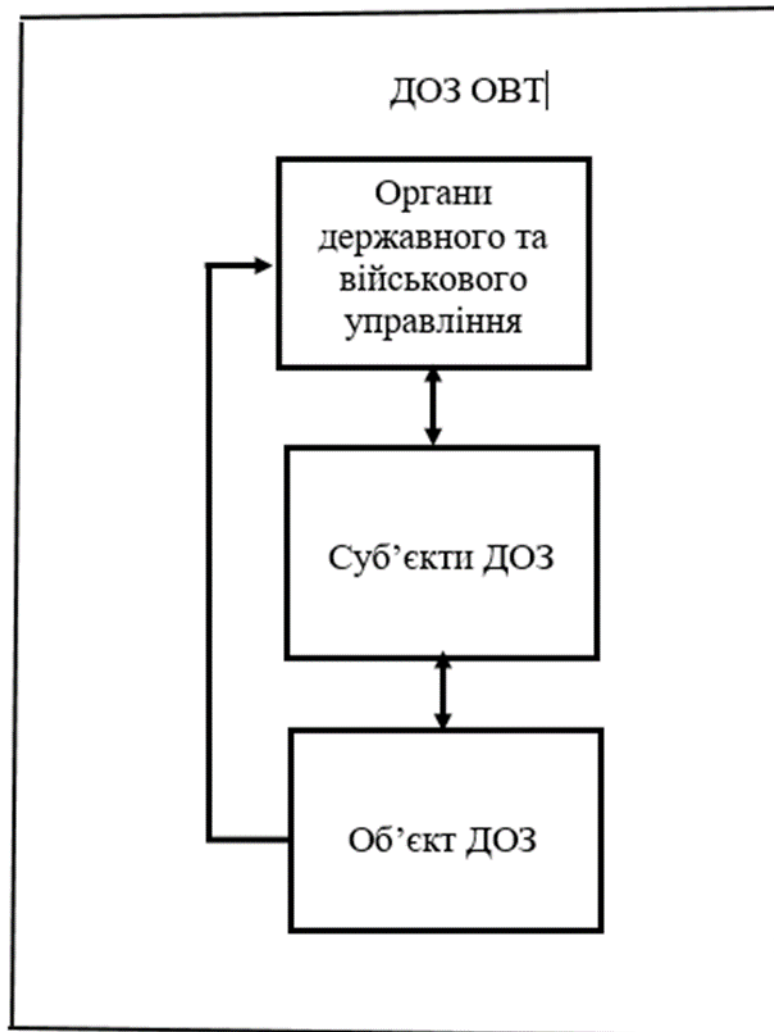 ДОЗ ОВТ
Органи
державного та
військового
управління
Суб’єкти ДОЗ
Об’єкт ДОЗ